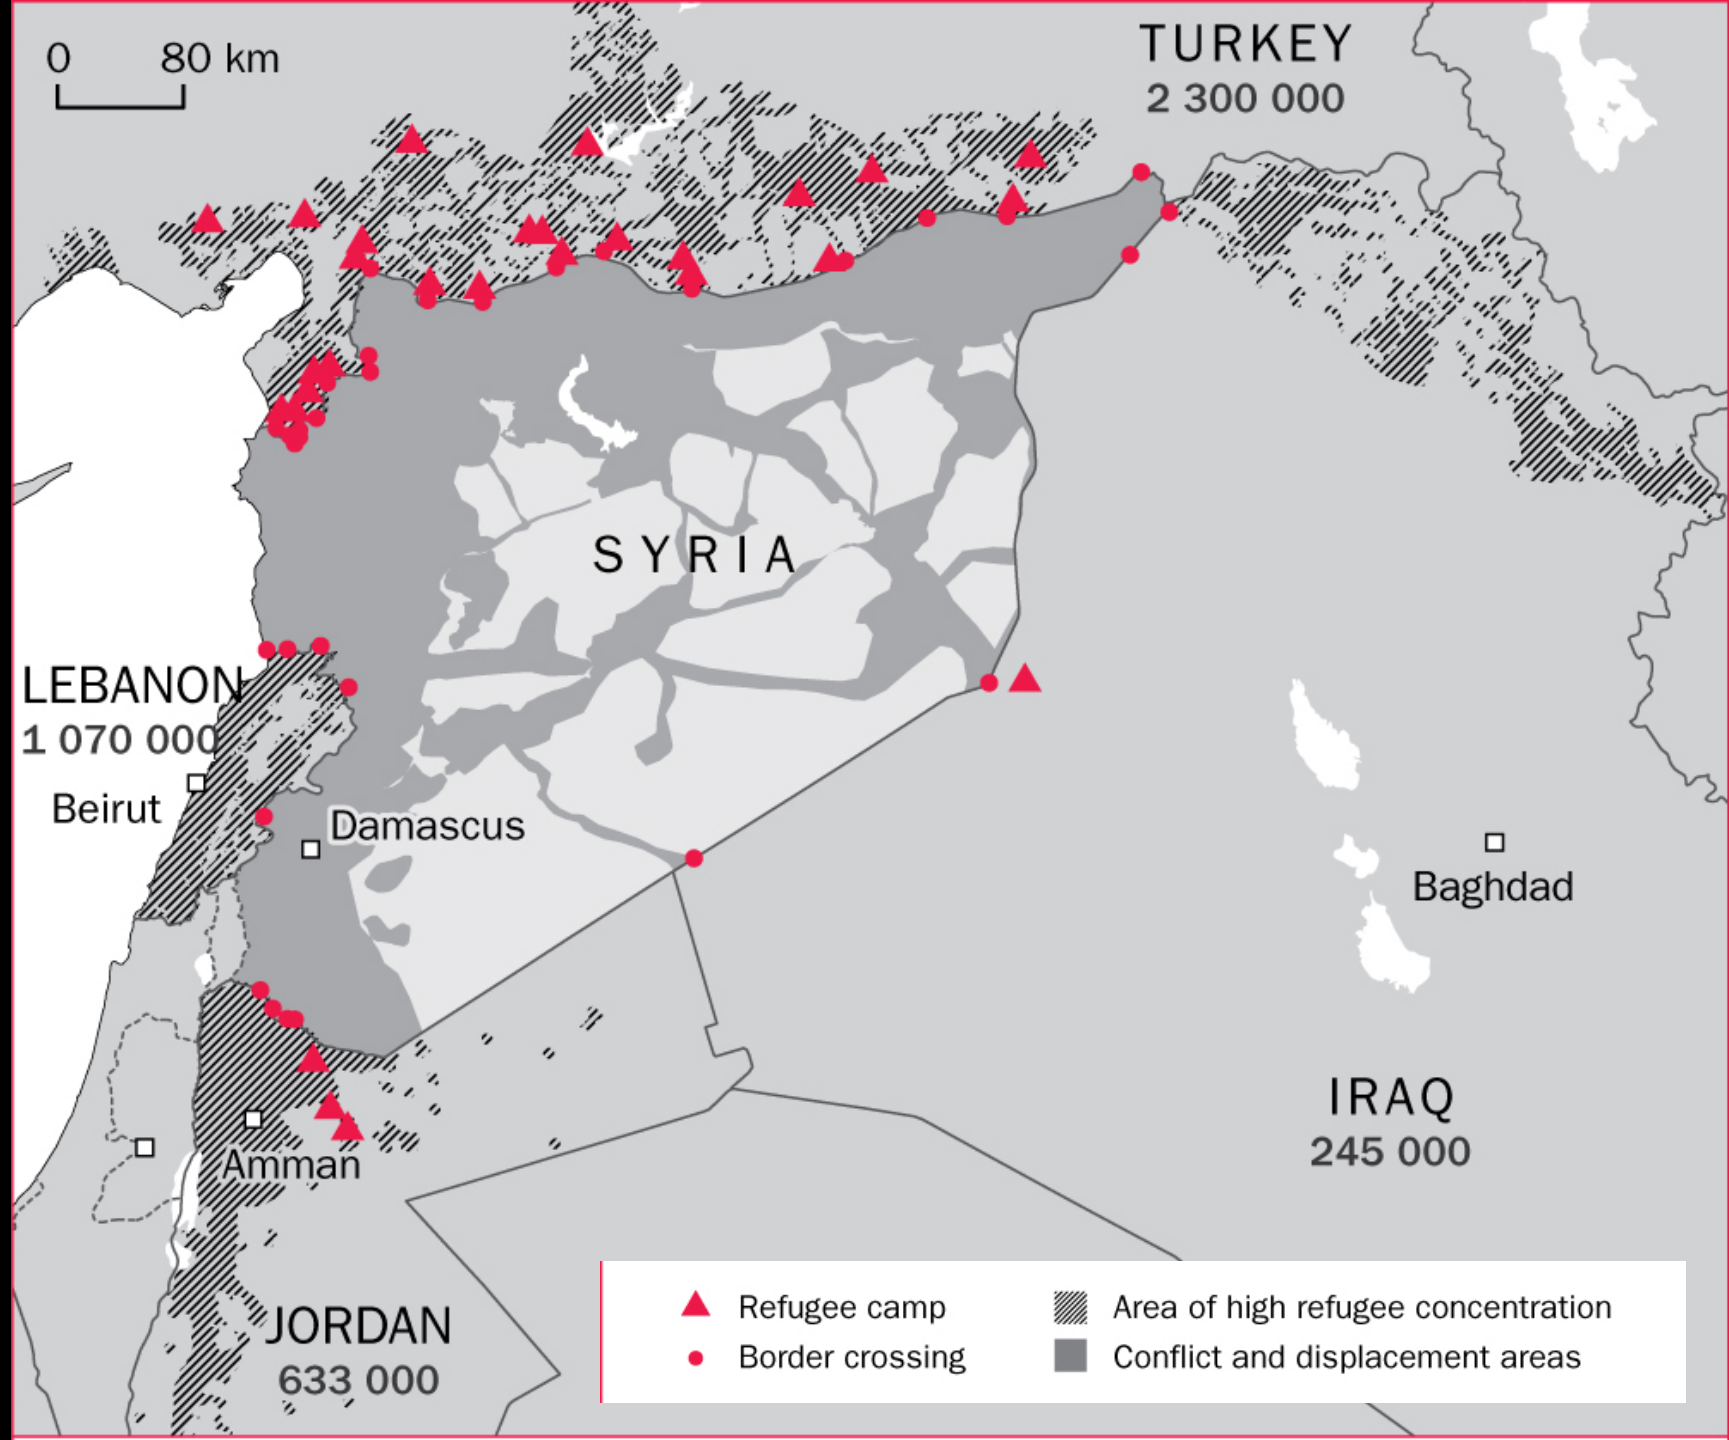 0 80 km
TURKEY
2 300 000
SYRIA
LEBANON
1 070 000
Beirut
Damascus
Baghdad
Amman
IRAQ
245 000
JORDAN
633 000
Refugee camp
Border crossing
Area of high refugee concentration
Conflict and displacement areas